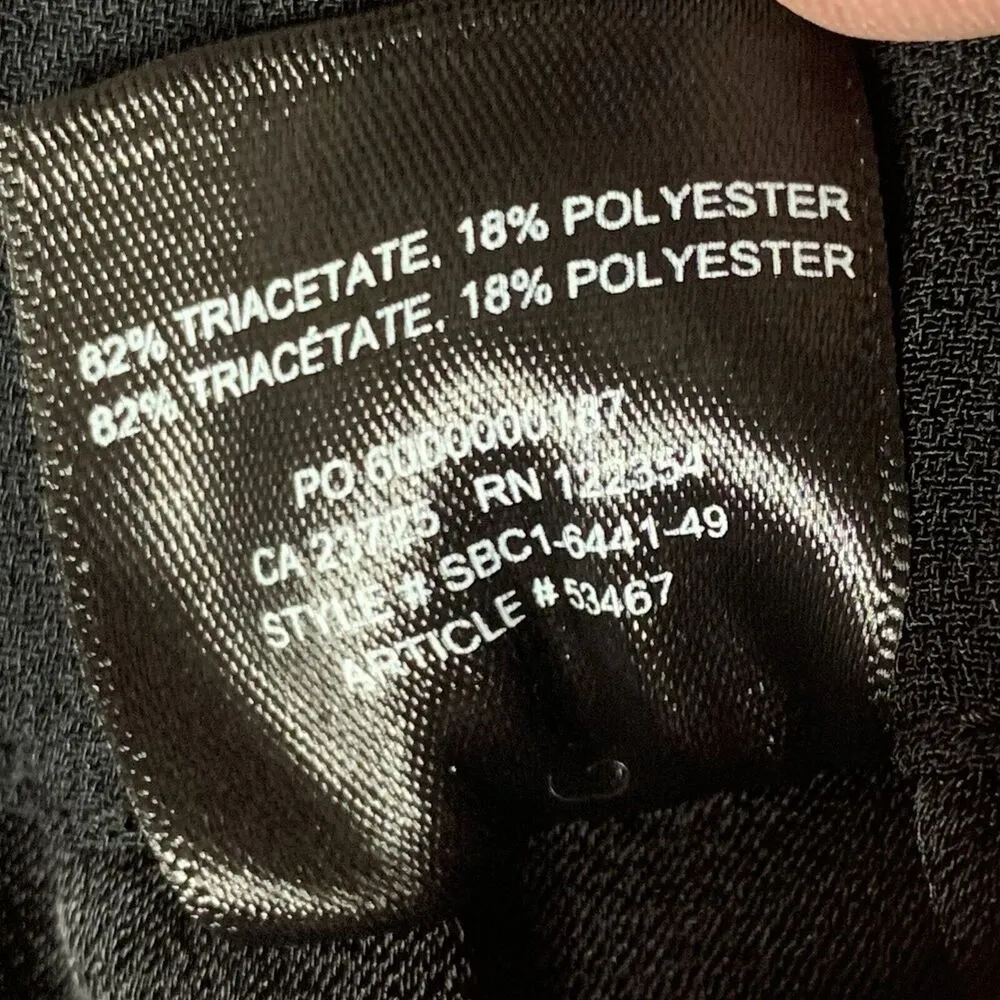 82% TRIACETATE, 18% POLYESTER
82% TRIACÉTATE, 18% POLYESTER
PO 6000000187
CA 23725 RN 122354
STYLE # SBC1-6441-49
ARTICLE # 53467